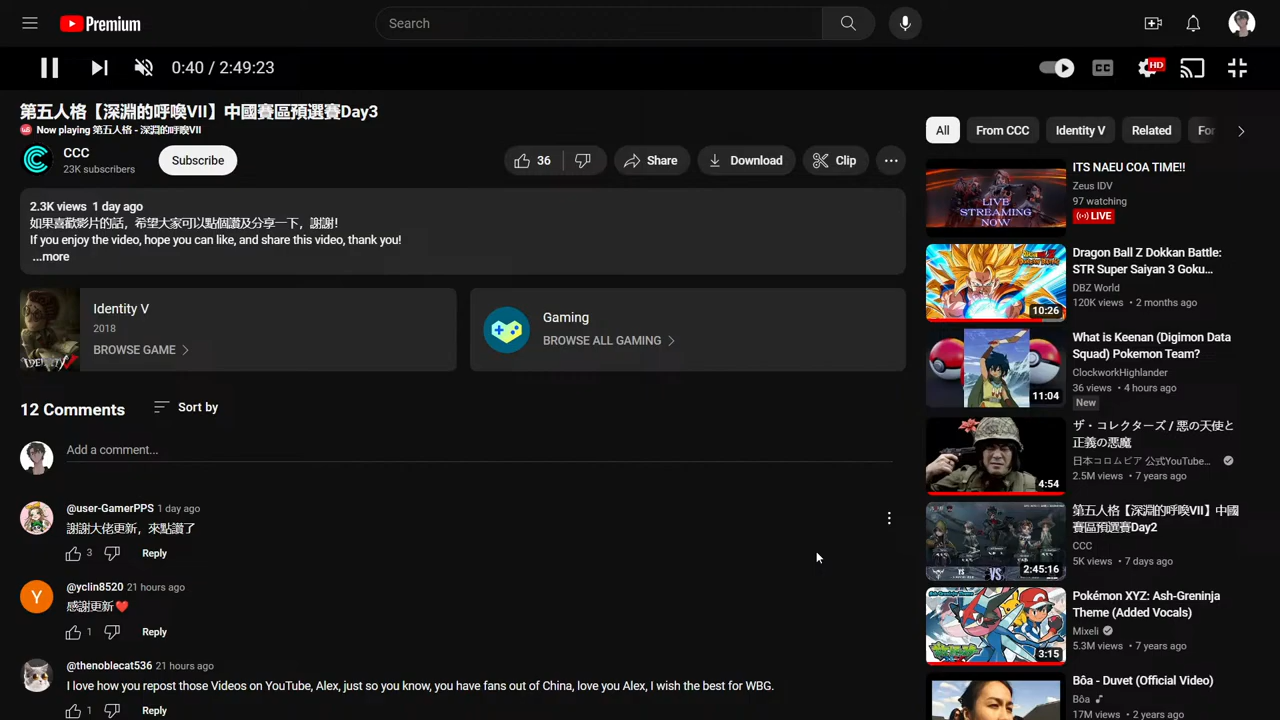 Premium
Search
0:40 / 2:49:23
CC
HD
第五人格【深淵的呼喚VII】中國賽區預選賽Day3
Now playing 第五人格 - 深淵的呼喚VII
CCC
23K subscribers
Subscribe
36
Share
Download
Clip
2.3K views 1 day ago
如果喜歡影片的話，希望大家可以點個讚及分享一下，謝謝!
If you enjoy the video, hope you can like, and share this video, thank you!
...more
IDENTITY V
Identity V
2018
BROWSE GAME
Gaming
BROWSE ALL GAMING
12 Comments
Sort by
Add a comment...
@user-GamerPPS 1 day ago
謝謝大佬更新，來點讚了
3
Reply
Y
@yclin8520 21 hours ago
感謝更新❤️
1
Reply
@thenoblecat536 21 hours ago
I love how you repost those Videos on YouTube, Alex, just so you know, you have fans out of China, love you Alex, I wish the best for WBG.
1
Reply
All
From CCC
Identity V
Related
For
LIVE
STREAMING
NOW
ITS NAEU COA TIME!!
Zeus IDV
97 watching
LIVE
10:26
Dragon Ball Z Dokkan Battle:
STR Super Saiyan 3 Goku...
DBZ World
120K views • 2 months ago
11:04
What is Keenan (Digimon Data
Squad) Pokemon Team?
ClockworkHighlander
36 views • 4 hours ago
New
4:54
ザ・コレクターズ / 悪の天使と
正義の悪魔
日本コロムビア 公式YouTube...
2.5M views • 7 years ago
VS
2:45:16
第五人格【深淵的呼喚VII】中國
賽區預選賽Day2
CCC
5K views • 7 days ago
3:15
Pokémon XYZ: Ash-Greninja
Theme (Added Vocals)
Mixeli
5.3M views • 7 years ago
Bôa - Duvet (Official Video)
Bôa
17M views • 2 years ago